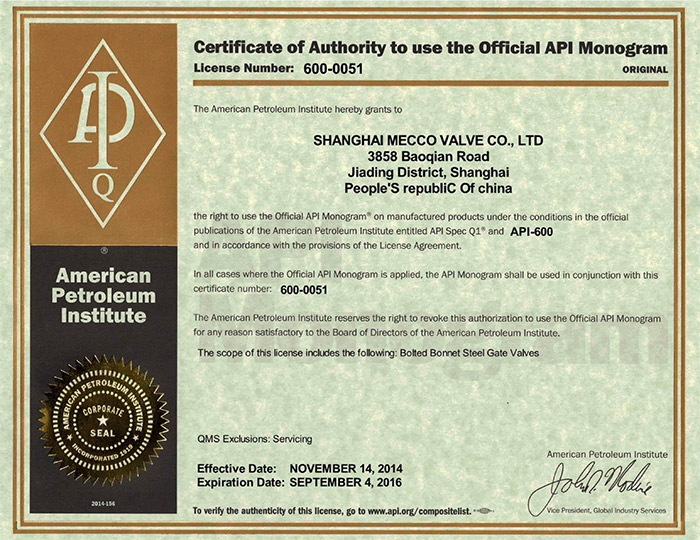 Certificate of Authority to use the Official API Monogram
License Number: 600-0051
ORIGINAL
The American Petroleum Institute hereby grants to
SHANGHAI MECCO VALVE CO., LTD
3858 Baoqian Road
Jiading District, Shanghai
People'S republiC Of china
the right to use the Official API Monogram® on manufactured products under the conditions in the official
publications of the American Petroleum Institute entitled API Spec Q1® and API-600
and in accordance with the provisions of the License Agreement.
In all cases where the Official API Monogram is applied, the API Monogram shall be used in conjunction with this
certificate number: 600-0051
The American Petroleum Institute reserves the right to revoke this authorization to use the Official API Monogram
for any reason satisfactory to the Board of Directors of the American Petroleum Institute.
The scope of this license includes the following: Bolted Bonnet Steel Gate Valves
QMS Exclusions: Servicing
Effective Date: NOVEMBER 14, 2014
Expiration Date: SEPTEMBER 4, 2016
To verify the authenticity of this license, go to www.api.org/compositelist.
American Petroleum Institute
Vice President, Global Industry Services
API
Q
®
American
Petroleum
Institute
AMERICAN PETROLEUM INSTITUTE
CORPORATE
SEAL
INCORPORATED
2014-156